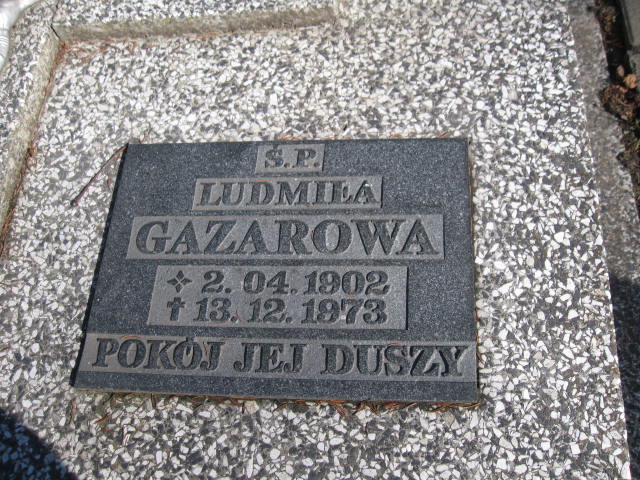 Ś.P.
LUDMIŁA
GAZAROWA
✥ 2. 04. 1902
✝ 13. 12. 1973
POKÓJ JEJ DUSZY